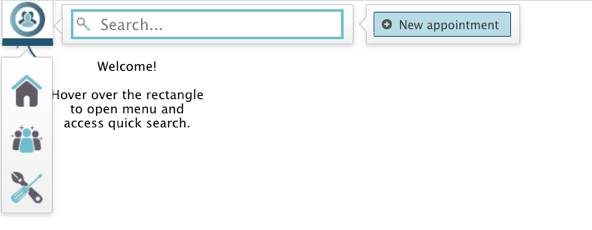 Search...
New appointment
Welcome!
Hover over the rectangle
to open menu and
access quick search.